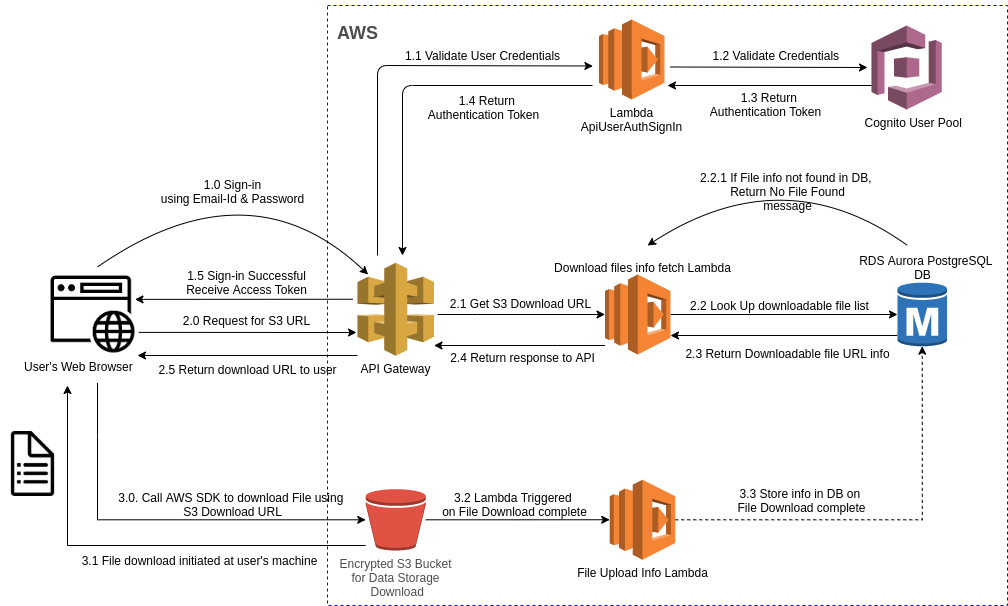 AWS
1.1 Validate User Credentials
1.2 Validate Credentials
1.4 Return
Authentication Token
1.3 Return
Authentication Token
Lambda
ApiUserAuthSignIn
Cognito User Pool
1.0 Sign-in
using Email-Id & Password
2.2.1 If File info not found in DB,
Return No File Found
message
1.5 Sign-in Successful
Receive Access Token
Download files info fetch Lambda
RDS Aurora PostgreSQL
DB
2.0 Request for S3 URL
2.1 Get S3 Download URL
2.2 Look Up downloadable file list
M
2.4 Return response to API
2.3 Return Downloadable file URL info
User's Web Browser
2.5 Return download URL to user
API Gateway
3.0. Call AWS SDK to download File using
S3 Download URL
3.2 Lambda Triggered
on File Download complete
3.3 Store info in DB on
File Download complete
3.1 File download initiated at user's machine
Encrypted S3 Bucket
for Data Storage
Download
File Upload Info Lambda